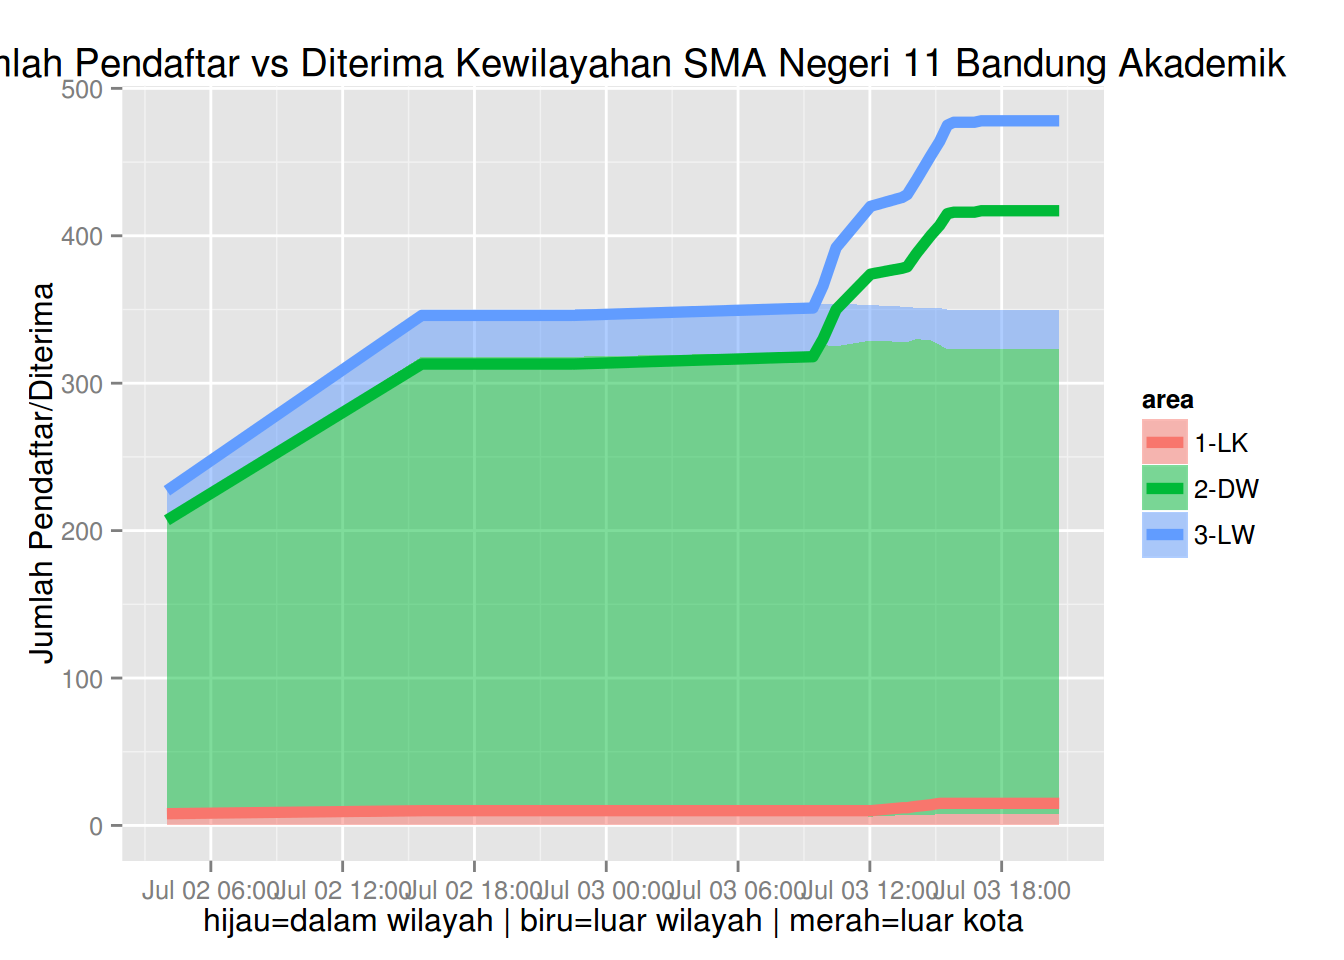 Pendaftar vs Diterima Kewilayahan SMA Negeri 11 Bandung Akademik
Jumlah Pendaftar/Diterima
500
400
300
200
100
0
Jul 02 06:00 Jul 02 12:00 Jul 02 18:00 Jul 03 00:00 Jul 03 06:00 Jul 03 12:00 Jul 03 18:00
hijau=dalam wilayah | biru=luar wilayah | merah=luar kota
area
1-LK
2-DW
3-LW